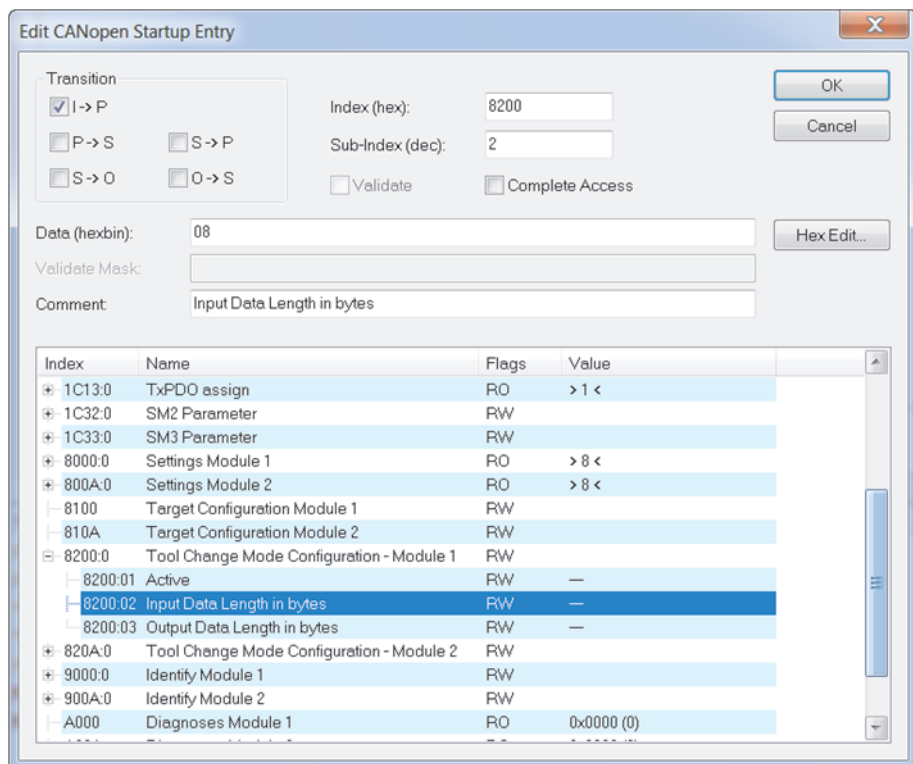 Edit CANopen Startup Entry
Transition
I -> P
P -> S S -> P
S -> O O -> S
Index (hex): 8200
Sub-Index (dec): 2
Validate Complete Access
OK
Cancel
Data (hexbin): 08
Hex Edit...
Validate Mask:
Comment: Input Data Length in bytes
Index Name Flags Value
1C13:0 TxPDO assign RO > 1 <
1C32:0 SM2 Parameter RW
1C33:0 SM3 Parameter RW
8000:0 Settings Module 1 RO > 8 <
800A:0 Settings Module 2 RO > 8 <
8100 Target Configuration Module 1 RW
810A Target Configuration Module 2 RW
8200:0 Tool Change Mode Configuration - Module 1 RW
8200:01 Active RW —
8200:02 Input Data Length in bytes RW —
8200:03 Output Data Length in bytes RW —
820A:0 Tool Change Mode Configuration - Module 2 RW
9000:0 Identify Module 1 RW
900A:0 Identify Module 2 RW
A000 Diagnoses Module 1 RO 0x0000 (0)